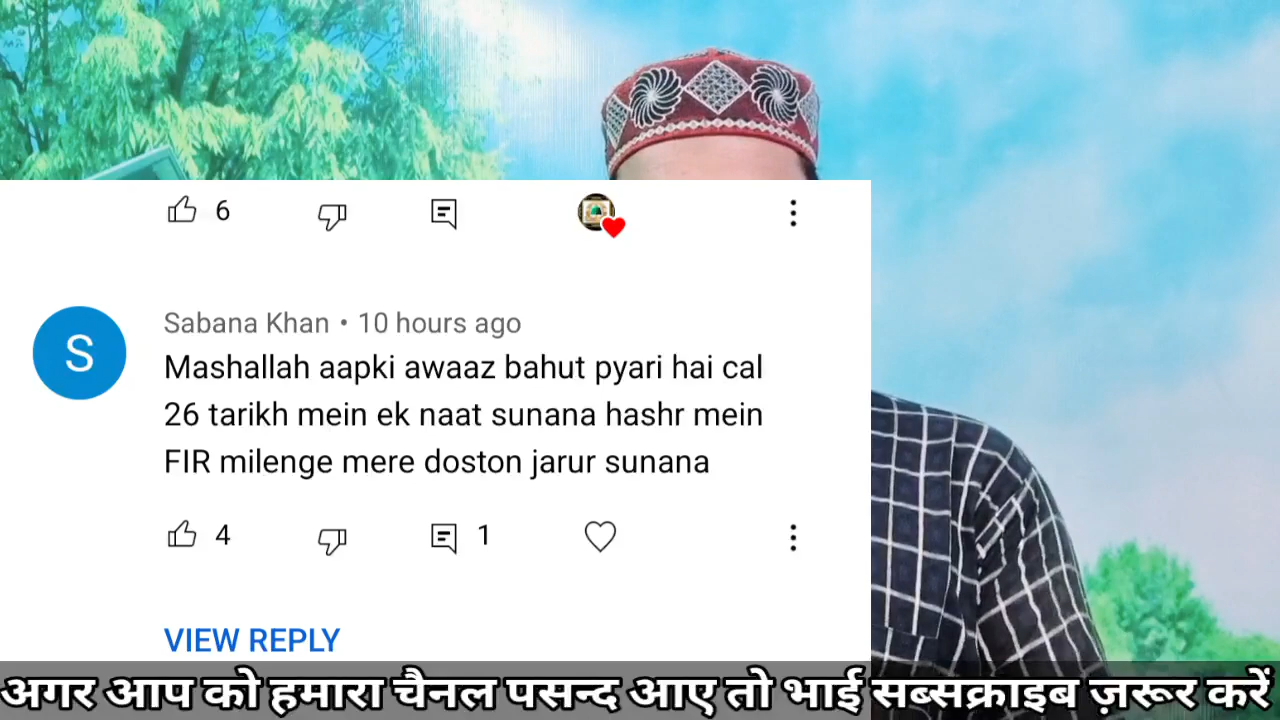 6
Sabana Khan • 10 hours ago
S
Mashallah aapki awaaz bahut pyari hai cal
26 tarikh mein ek naat sunana hashr mein
FIR milenge mere doston jarur sunana
4 1
VIEW REPLY
अगर आप को हमारा चैनल पसन्द आए तो भाई सब्सक्राइब ज़रूर करें